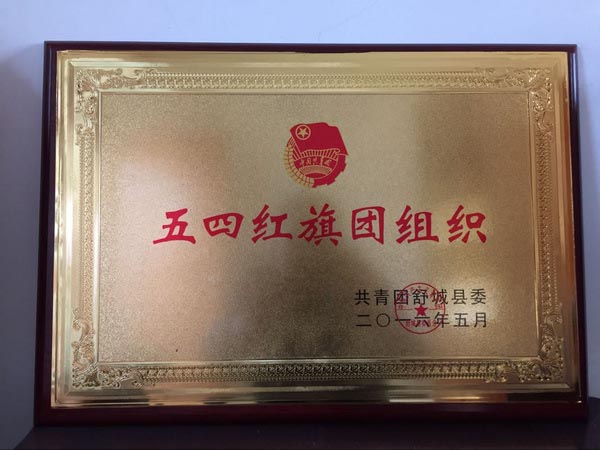 五四红旗团组织
共青团舒城县委
二〇一六年五月